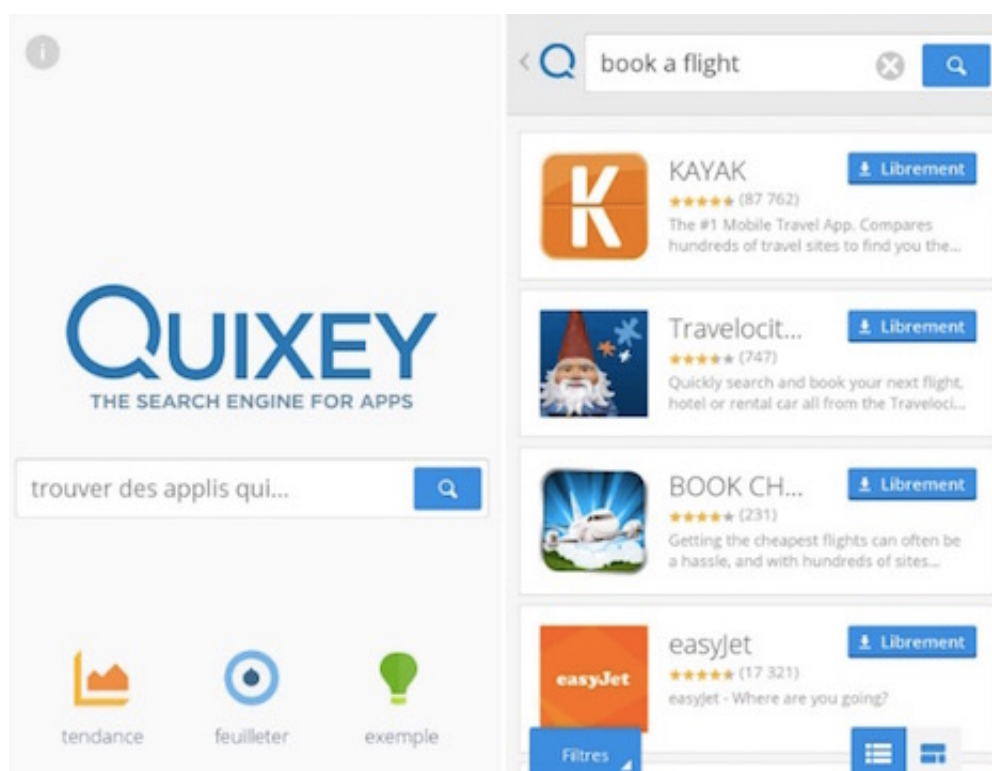 i
QUIXEY
THE SEARCH ENGINE FOR APPS
trouver des applis qui...
tendance
feuilleter
exemple
book a flight
K
KAYAK
Librement
(87 762)
The #1 Mobile Travel App. Compares
hundreds of travel sites to find you the...
Travelocit...
Librement
(747)
Quickly search and book your next flight,
hotel or rental car all from the Traveloci...
BOOK CH...
Librement
(231)
Getting the cheapest flights can often be
a hassle, and with hundreds of sites...
easyJet
easyJet
Librement
(17 321)
easyJet - Where are you going?
Filtres